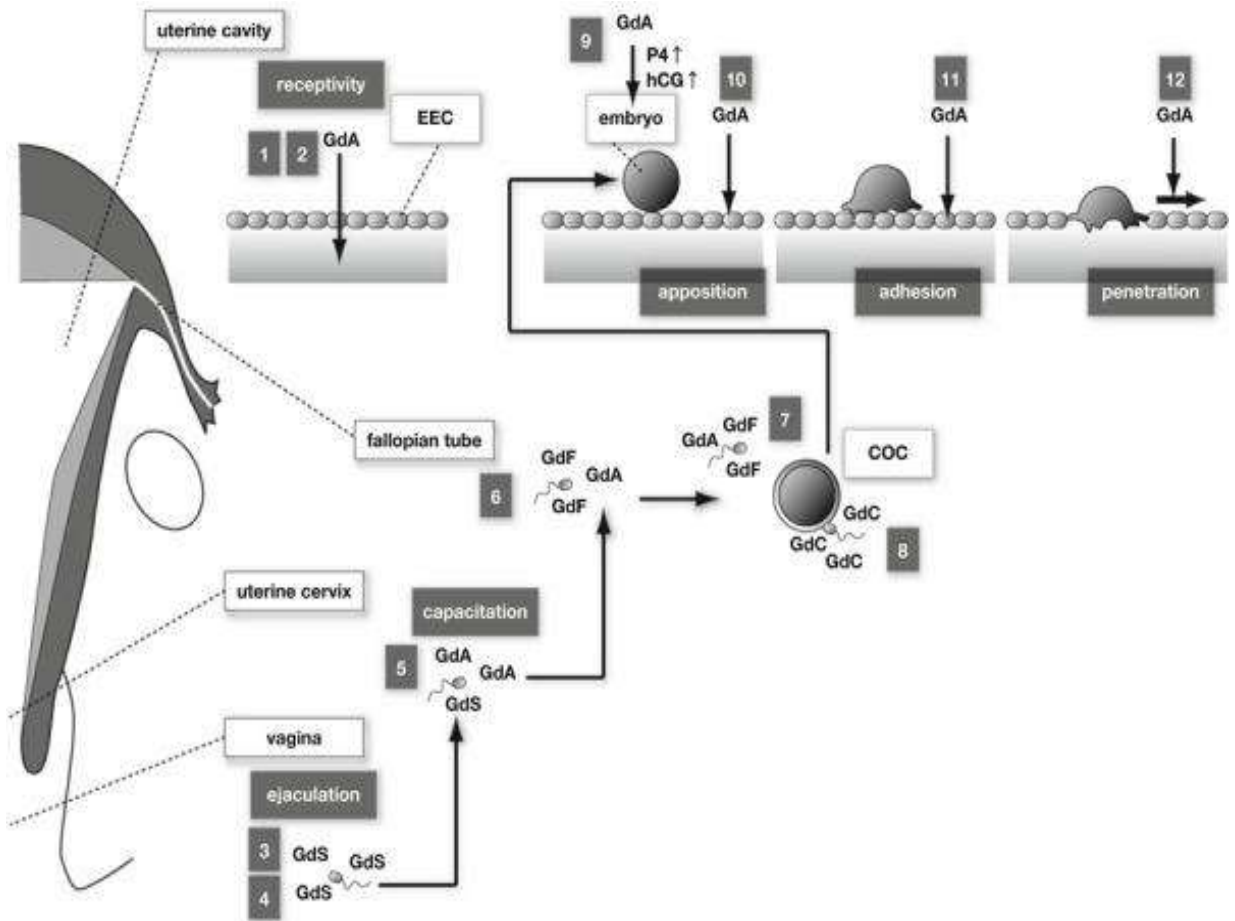 uterine cavity
receptivity
EEC
1
2
GdA
9
GdA
P4 ↑
hCG ↑
embryo
10
GdA
11
GdA
12
GdA
apposition
adhesion
penetration
fallopian tube
6
GdF
GdA
GdF
7
GdF
GdA
GdF
COC
GdC
GdC
GdC
8
uterine cervix
capacitation
5
GdA
GdA
GdS
vagina
ejaculation
3
4
GdS
GdS
GdS